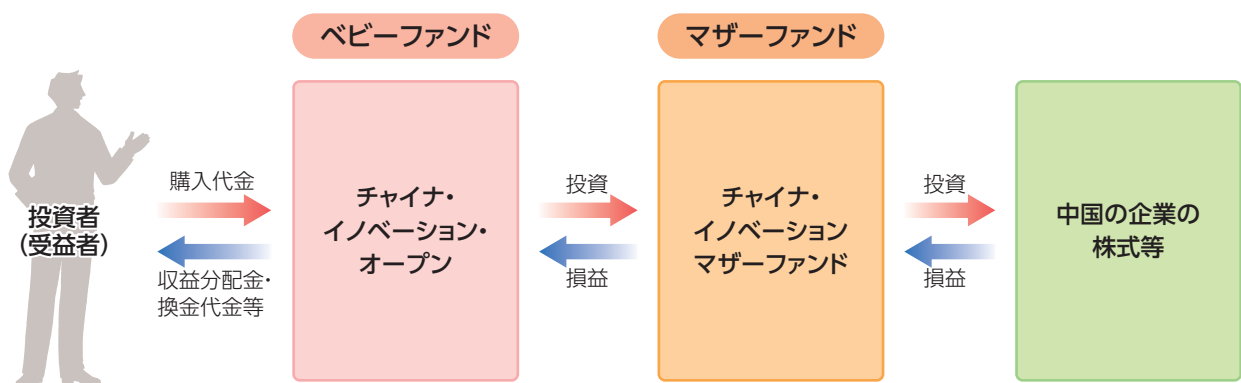 ベビーファンド
マザーファンド
投資者
(受益者)
購入代金
収益分配金・
換金代金等
チャイナ・
イノベーション・
オープン
投資
損益
チャイナ・
イノベーション
マザーファンド
投資
損益
中国の企業の
株式等